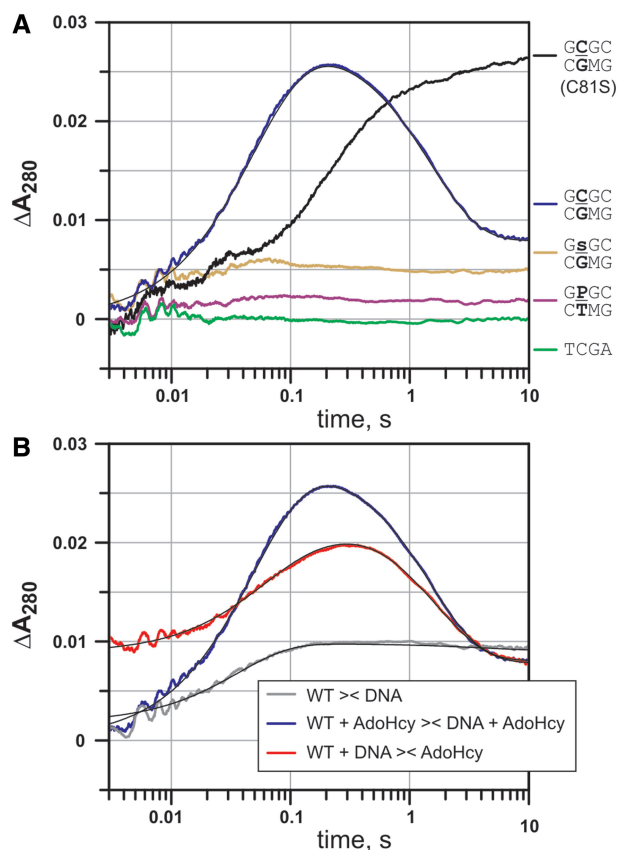 A
ΔA280
0.03
0.02
0.01
0
0.01
0.1
1
10
time, s
GCGC
CGMG
(C81S)
GCGC
CGMG
GsGC
CGMG
GPGC
CTMG
TCGA
B
ΔA280
0.03
0.02
0.01
0
0.01
0.1
1
10
time, s
WT >< DNA
WT + AdoHcy >< DNA + AdoHcy
WT + DNA >< AdoHcy